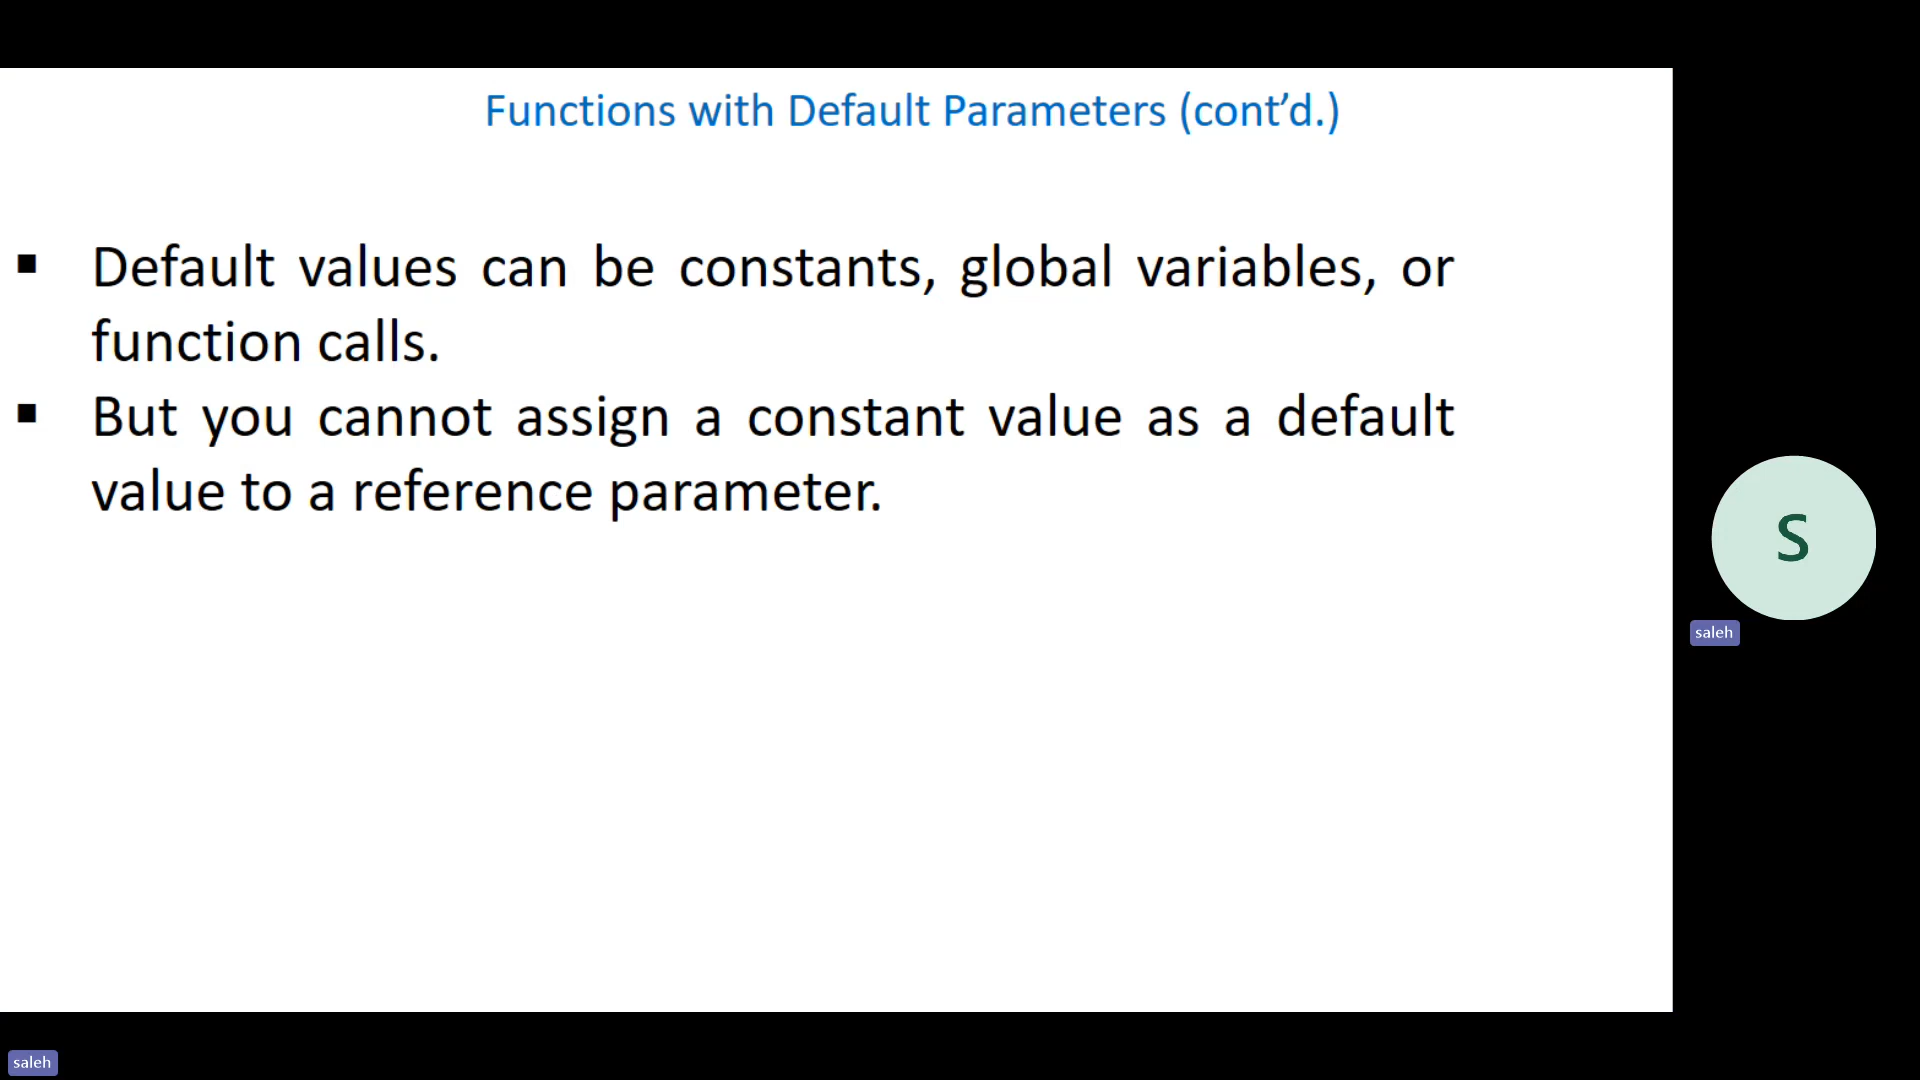 Functions with Default Parameters (cont’d.)
▪ Default values can be constants, global variables, or
function calls.
▪ But you cannot assign a constant value as a default
value to a reference parameter.
S
saleh
saleh